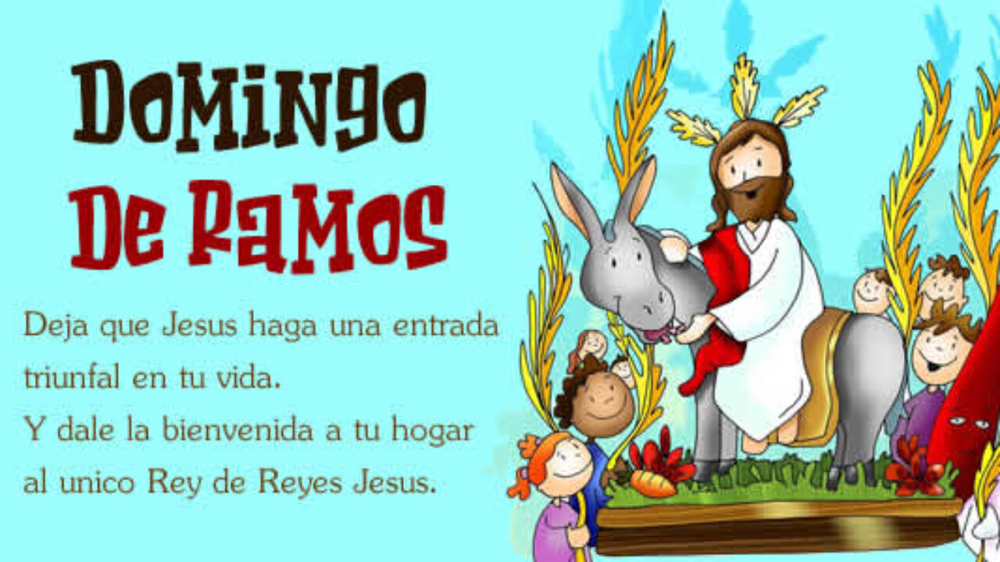 Domingo
de Ramos
Deja que Jesus haga una entrada
triunfal en tu vida.
Y dale la bienvenida a tu hogar
al unico Rey de Reyes Jesus.